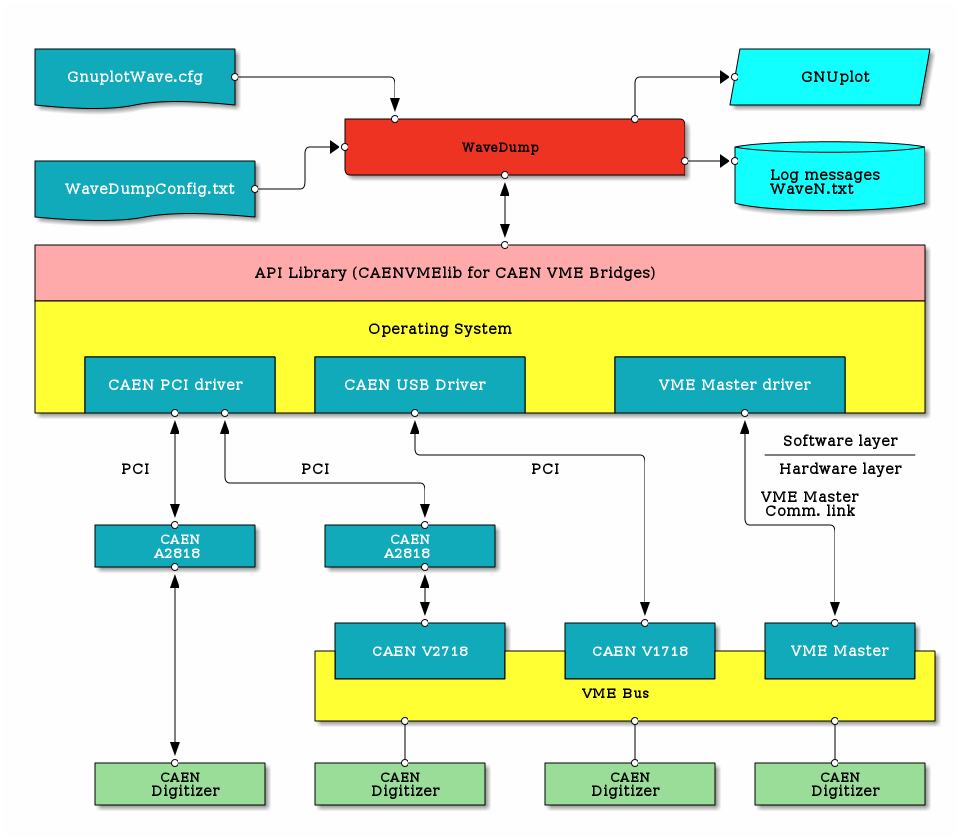 GnuplotWave.cfg
GNUplot
WaveDump
WaveDumpConfig.txt
Log messages
WaveN.txt
API Library (CAENVMElib for CAEN VME Bridges)
Operating System
CAEN PCI driver
CAEN USB Driver
VME Master driver
Software layer
PCI
PCI
PCI
Hardware layer
VME Master
Comm. link
CAEN
A2818
CAEN
A2818
CAEN V2718
CAEN V1718
VME Master
VME Bus
CAEN
Digitizer
CAEN
Digitizer
CAEN
Digitizer
CAEN
Digitizer